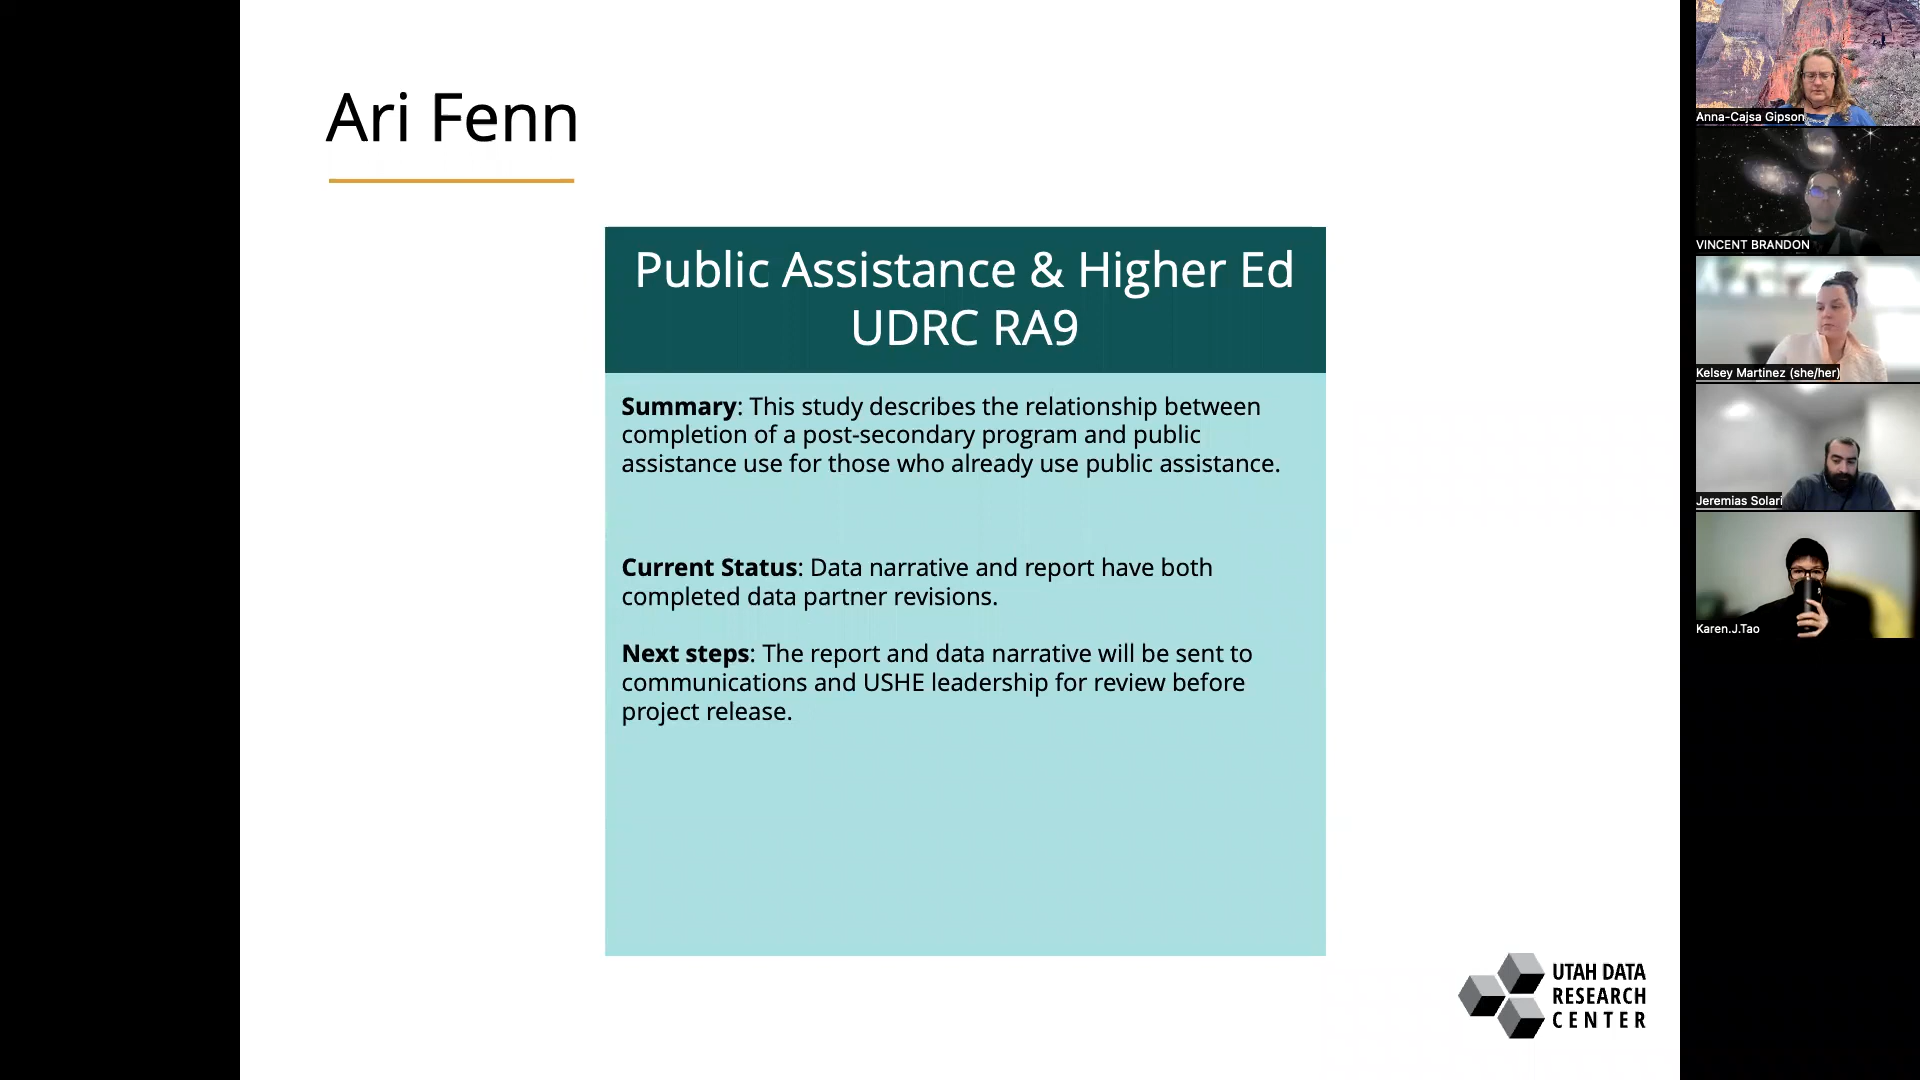 Ari Fenn
Public Assistance & Higher Ed
UDRC RA9
Summary: This study describes the relationship between
completion of a post-secondary program and public
assistance use for those who already use public assistance.
Current Status: Data narrative and report have both
completed data partner revisions.
Next steps: The report and data narrative will be sent to
communications and USHE leadership for review before
project release.
UTAH DATA
RESEARCH
CENTER
Anna-Cajsa Gipson
VINCENT BRANDON
Kelsey Martinez (she/her)
Jeremias Solari
Karen.J.Tao